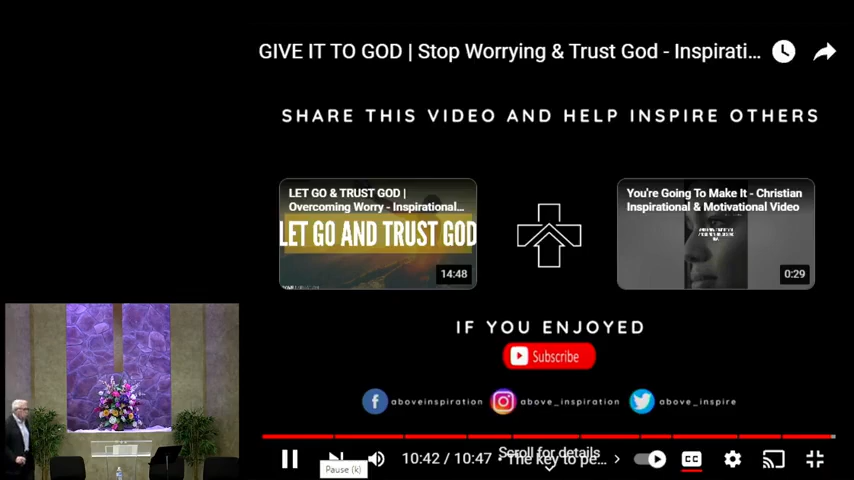 GIVE IT TO GOD | Stop Worrying & Trust God - Inspirati...
SHARE THIS VIDEO AND HELP INSPIRE OTHERS
LET GO & TRUST GOD |
Overcoming Worry - Inspirational...
LET GO AND TRUST GOD
14:48
You're Going To Make It - Christian
Inspirational & Motivational Video
0:29
IF YOU ENJOYED
Subscribe
aboveinspiration
above_inspiration
above_inspire
10:42 / 10:47 • The key to pe...
Scroll for details
CC
Pause (k)